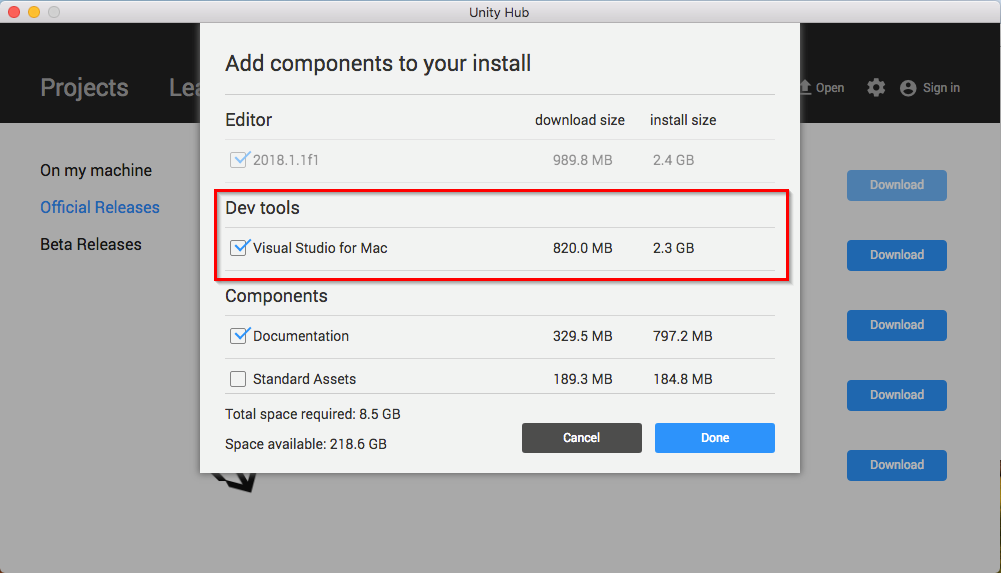 Unity Hub
Add components to your install
Projects Lea Open Sign in
Editor download size install size
2018.1.1f1 989.8 MB 2.4 GB
On my machine
Official Releases
Beta Releases
Download
Dev tools
Visual Studio for Mac 820.0 MB 2.3 GB
Download
Components
Documentation 329.5 MB 797.2 MB
Download
Standard Assets 189.3 MB 184.8 MB
Download
Total space required: 8.5 GB
Space available: 218.6 GB
Cancel Done
Download